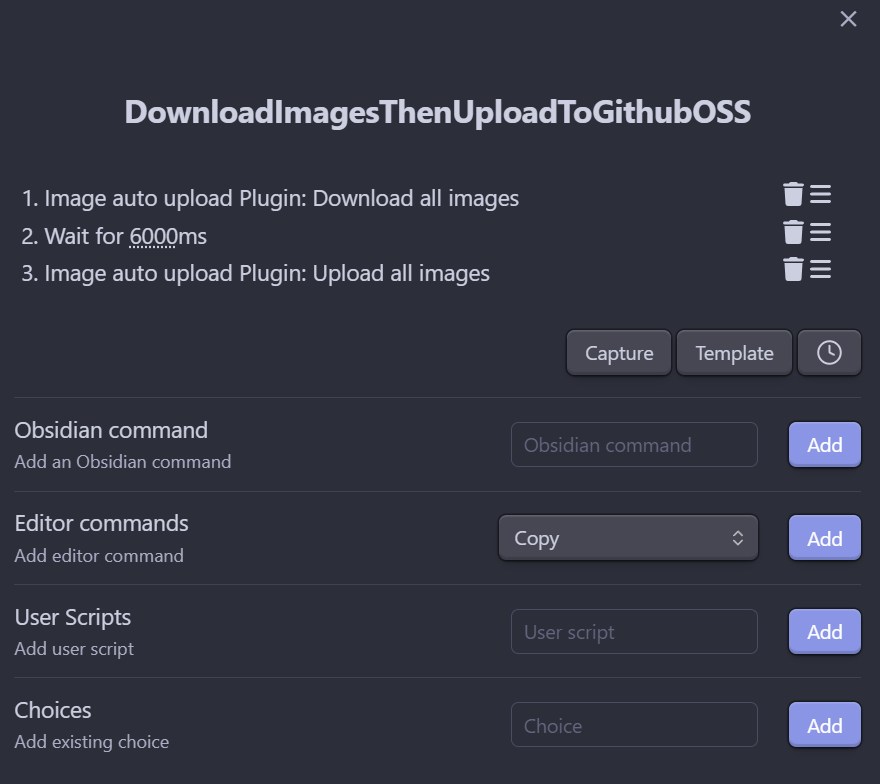 DownloadImagesThenUploadToGithubOSS
1. Image auto upload Plugin: Download all images
2. Wait for 6000ms
3. Image auto upload Plugin: Upload all images
Capture Template
Obsidian command
Add an Obsidian command
Obsidian command
Add
Editor commands
Add editor command
Copy
Add
User Scripts
Add user script
User script
Add
Choices
Add existing choice
Choice
Add